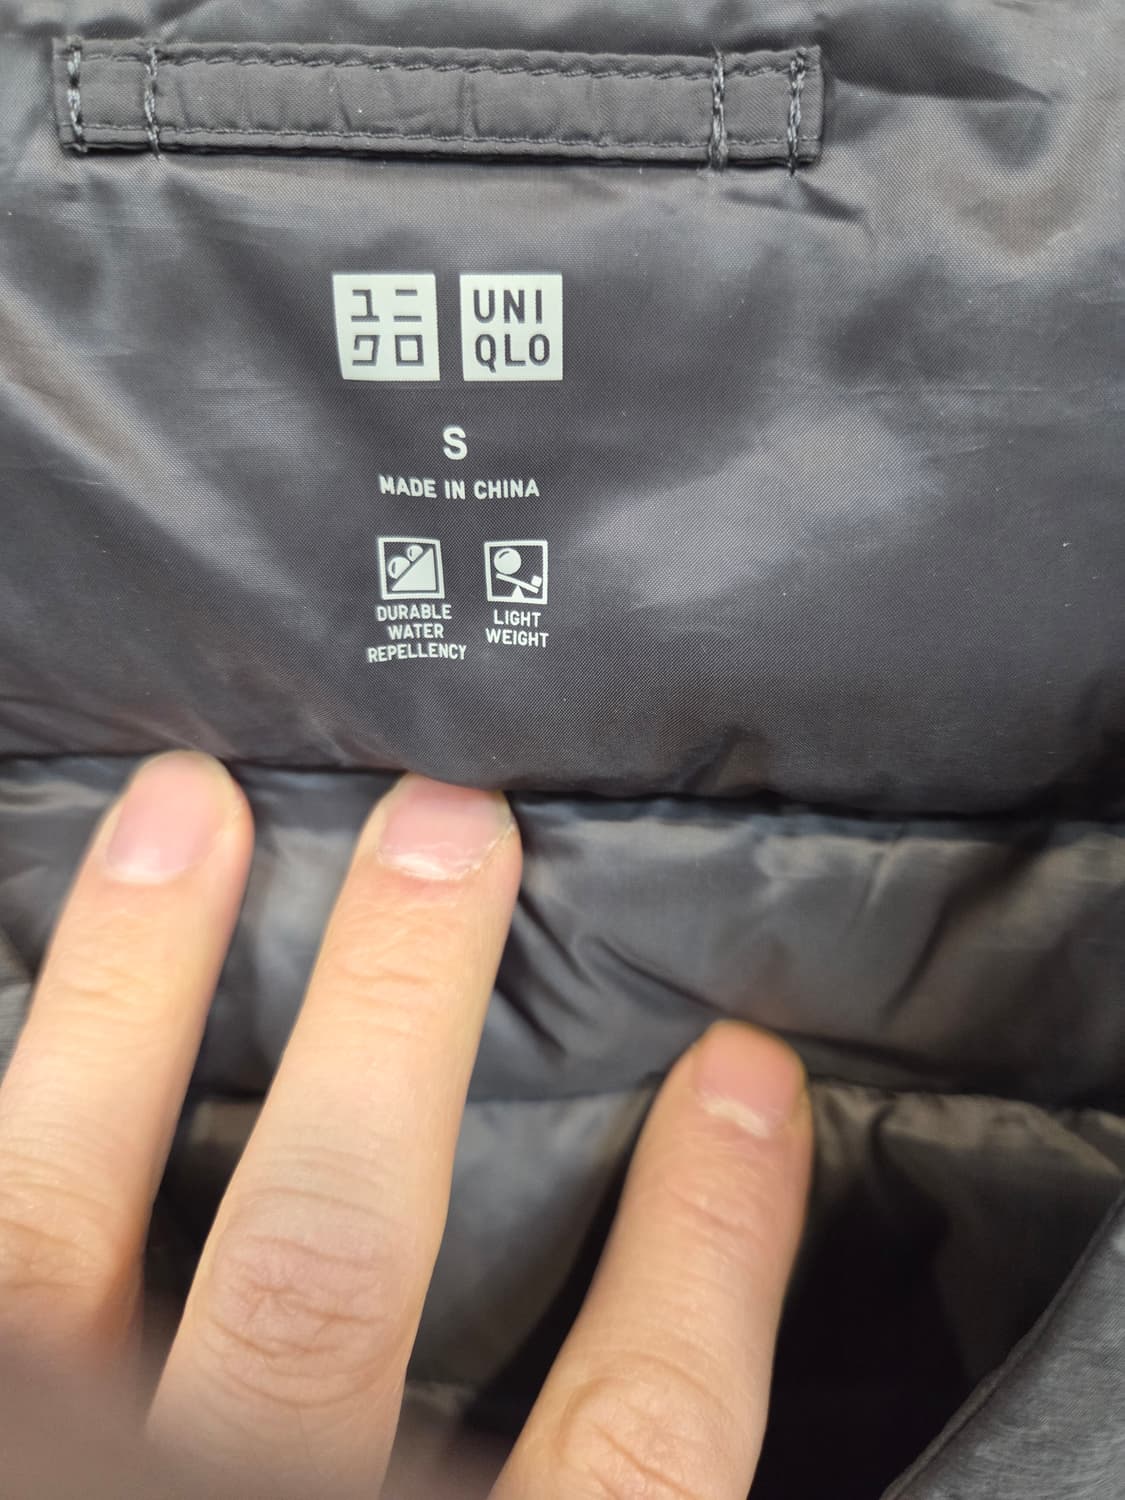 ユニ
クロ
UNI
QLO
S
MADE IN CHINA
DURABLE
WATER
REPELLENCY
LIGHT
WEIGHT